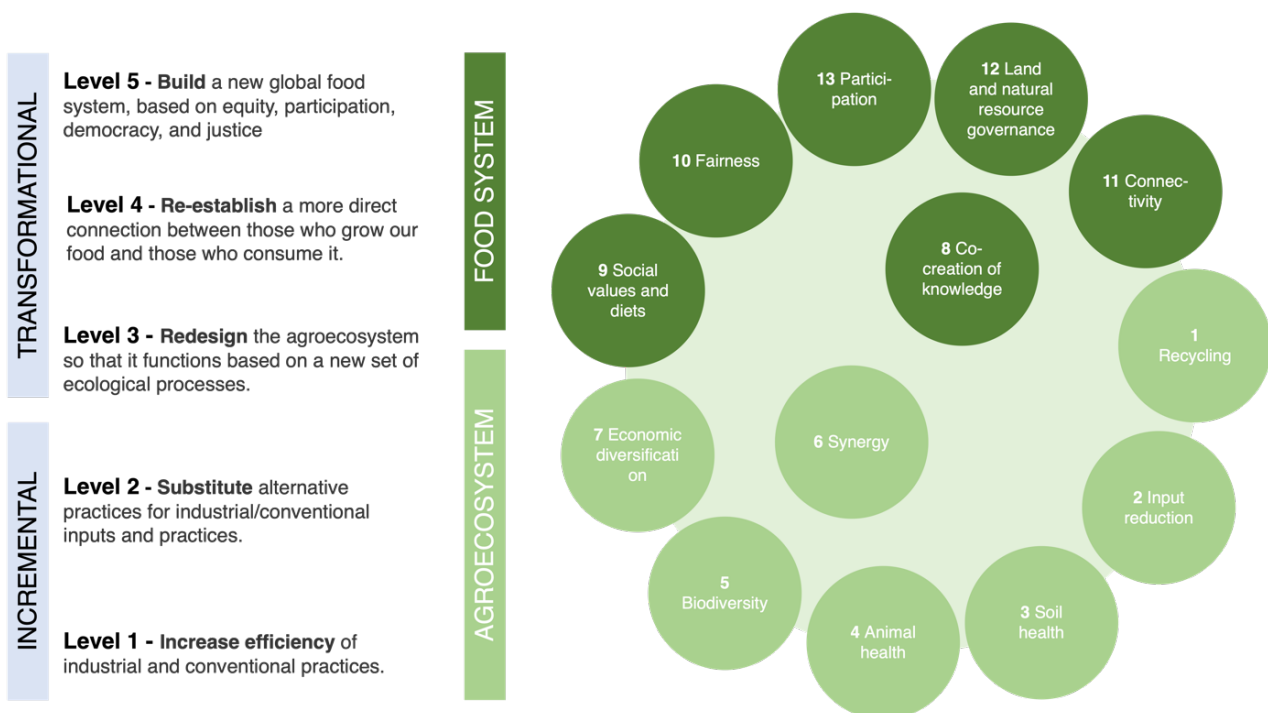 TRANSFORMATIONAL
Level 5 - Build a new global food
system, based on equity, participation,
democracy, and justice
Level 4 - Re-establish a more direct
connection between those who grow our
food and those who consume it.
Level 3 - Redesign the agroecosystem
so that it functions based on a new set of
ecological processes.
INCREMENTAL
Level 2 - Substitute alternative
practices for industrial/conventional
inputs and practices.
Level 1 - Increase efficiency of
industrial and conventional practices.
FOOD SYSTEM
AGROECOSYSTEM
13 Partici-
pation
12 Land
and natural
resource
governance
10 Fairness
11 Connec-
tivity
8 Co-
creation of
knowledge
9 Social
values and
diets
1
Recycling
7 Economic
diversificati
on
6 Synergy
2 Input
reduction
5
Biodiversity
4 Animal
health
3 Soil
health